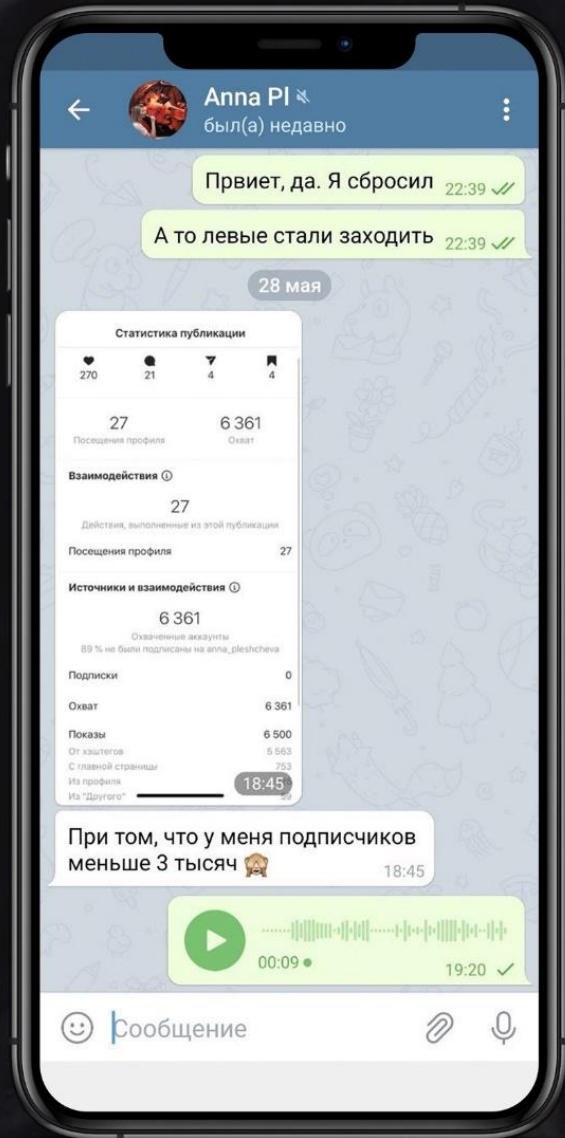 Anna Pl
был(а) недавно
Првиет, да. Я сбросил 22:39
А то левые стали заходить 22:39
28 мая
Статистика публикации
270 21 4 4
27 6 361
Посещения профиля Охват
Взаимодействия
27
Действия, выполненные из этой публикации
Посещения профиля 27
Источники и взаимодействия
6 361
Охваченные аккаунты
89 % не были подписаны на anna_pleshcheva
Подписки 0
Охват 6 361
Показы 6 500
От хэштегов 5 563
С главной страницы 753
Из профиля
Из "Другого"
18:45
При том, что у меня подписчиков
меньше 3 тысяч 🙈 18:45
00:09 19:20
Сообщение